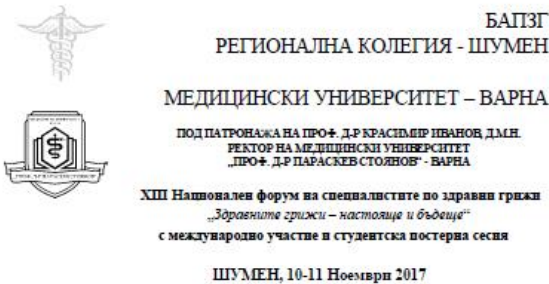 БАПЗГ
РЕГИОНАЛНА КОЛЕГИЯ - ШУМЕН
МЕДИЦИНСКИ УНИВЕРСИТЕТ – ВАРНА
ПОД ПАТРОНАЖА НА ПРОФ. Д-Р КРАСИМИР ИВАНОВ, Д.М.Н.
РЕКТОР НА МЕДИЦИНСКИ УНИВЕРСИТЕТ
„ПРОФ. Д-Р ПАРАСКЕВ СТОЯНОВ“ - ВАРНА
XIII Национален форум на специалистите по здравни грижи
„Здравните грижи – настояще и бъдеще“
с международно участие и студентска постерна сесия
ШУМЕН, 10-11 Ноември 2017